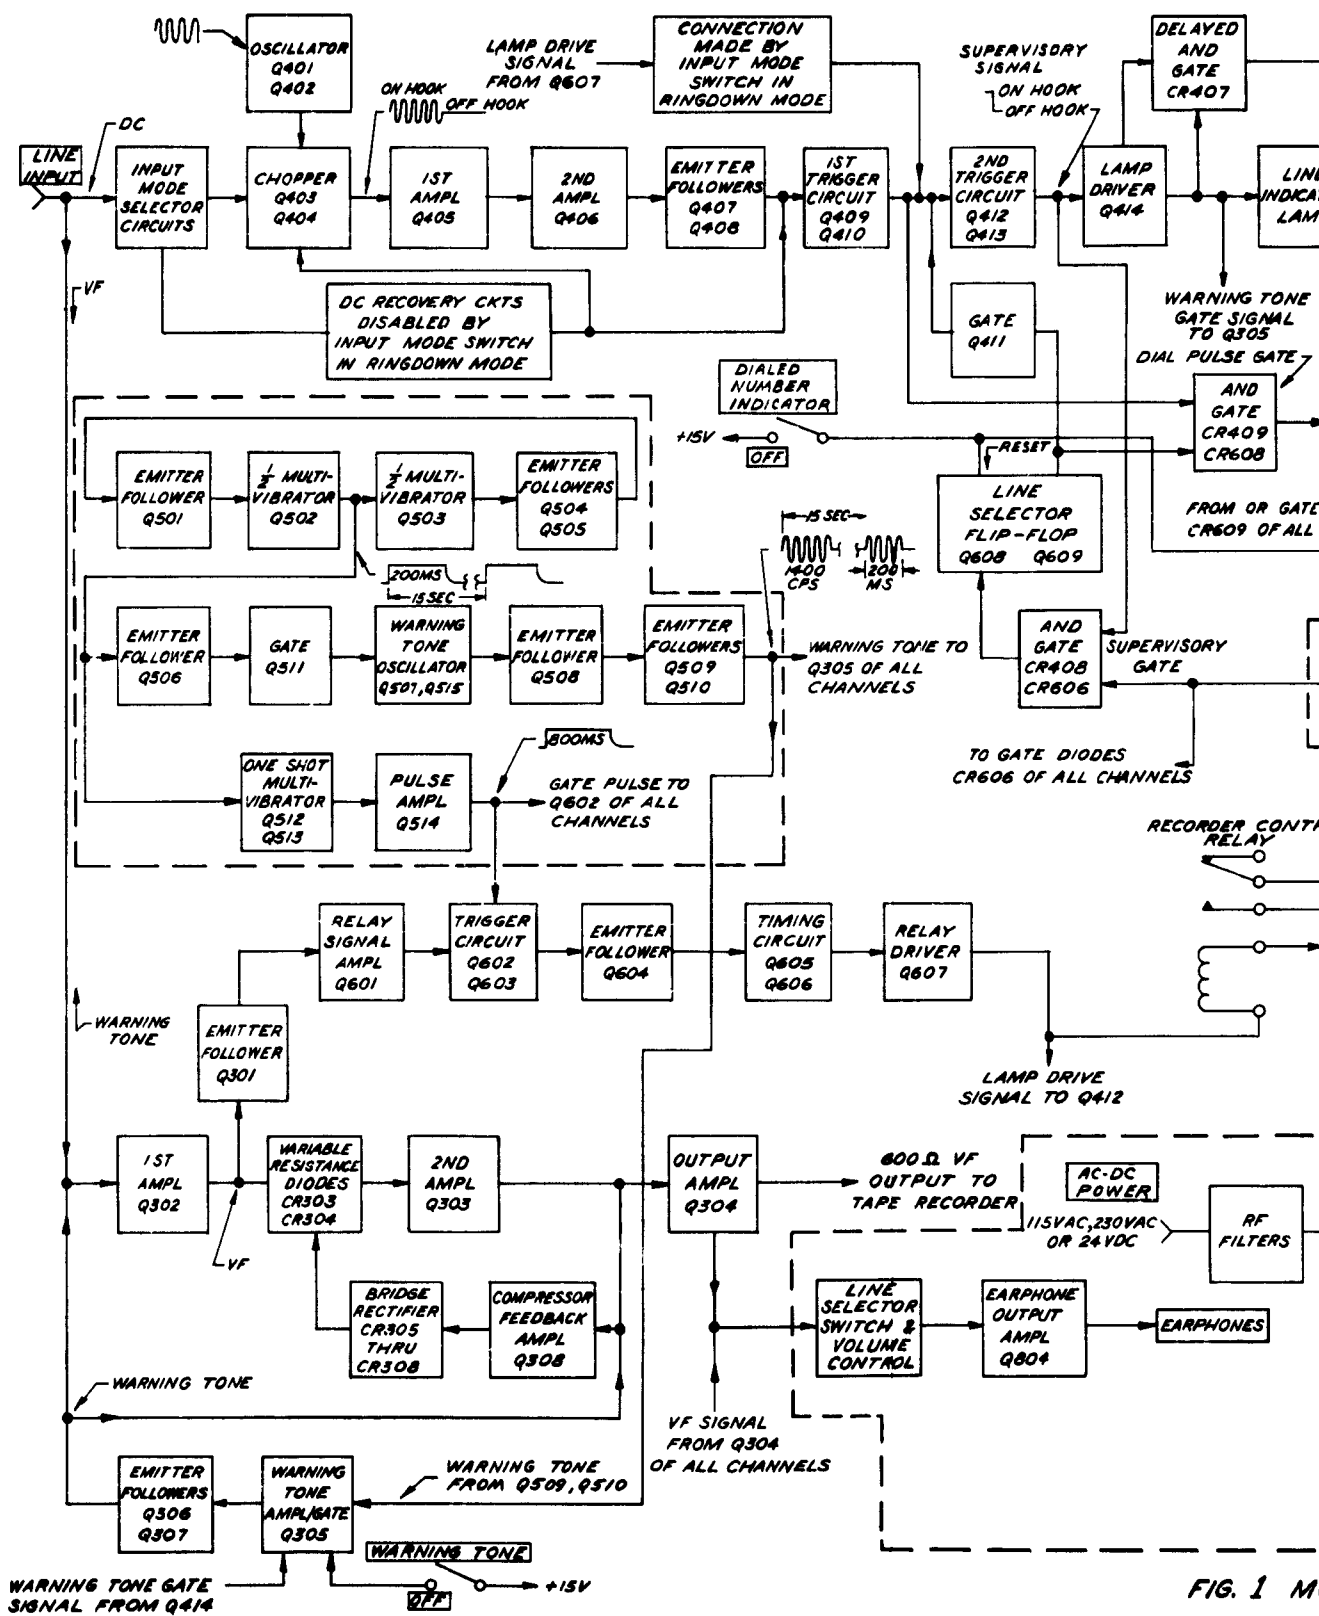 OSCILLATOR
Q401
Q402
LAMP DRIVE
SIGNAL
FROM Q607
CONNECTION
MADE BY
INPUT MODE
SWITCH IN
RINGDOWN MODE
SUPERVISORY
SIGNAL
ON HOOK
OFF HOOK
DELAYED
AND
GATE
CR407
ON HOOK
OFF HOOK
DC
LINE
INPUT
INPUT
MODE
SELECTOR
CIRCUITS
CHOPPER
Q403
Q404
1ST
AMPL
Q405
2ND
AMPL
Q406
EMITTER
FOLLOWERS
Q407
Q408
1ST
TRIGGER
CIRCUIT
Q409
Q410
2ND
TRIGGER
CIRCUIT
Q412
Q413
LAMP
DRIVER
Q414
LINE
INDICAT
LAM
VF
DC RECOVERY CKTS
DISABLED BY
INPUT MODE SWITCH
IN RINGDOWN MODE
GATE
Q411
WARNING TONE
GATE SIGNAL
TO Q305
DIAL PULSE GATE
DIALED
NUMBER
INDICATOR
+15V
OFF
RESET
AND
GATE
CR409
CR608
EMITTER
FOLLOWER
Q501
1/2 MULTI-
VIBRATOR
Q502
1/2 MULTI-
VIBRATOR
Q503
EMITTER
FOLLOWERS
Q504
Q505
LINE
SELECTOR
FLIP-FLOP
Q608 Q609
FROM OR GATE
CR609 OF ALL
15 SEC
1400
CPS
200
MS
200MS
15 SEC
EMITTER
FOLLOWER
Q506
GATE
Q511
WARNING
TONE
OSCILLATOR
Q507, Q515
EMITTER
FOLLOWER
Q508
EMITTER
FOLLOWERS
Q509
Q510
WARNING TONE TO
Q305 OF ALL
CHANNELS
AND
GATE
CR408
CR606
SUPERVISORY
GATE
TO GATE DIODES
CR606 OF ALL CHANNELS
ONE SHOT
MULTI-
VIBRATOR
Q512
Q513
PULSE
AMPL
Q514
800MS
GATE PULSE TO
Q602 OF ALL
CHANNELS
RECORDER CONT
RELAY
RELAY
SIGNAL
AMPL
Q601
TRIGGER
CIRCUIT
Q602
Q603
EMITTER
FOLLOWER
Q604
TIMING
CIRCUIT
Q605
Q606
RELAY
DRIVER
Q607
WARNING
TONE
EMITTER
FOLLOWER
Q301
LAMP DRIVE
SIGNAL TO Q412
1ST
AMPL
Q302
VARIABLE
RESISTANCE
DIODES
CR303
CR304
2ND
AMPL
Q303
OUTPUT
AMPL
Q304
600Ω VF
OUTPUT TO
TAPE RECORDER
AC-DC
POWER
115VAC, 230VAC
OR 24VDC
RF
FILTERS
VF
BRIDGE
RECTIFIER
CR305
THRU
CR308
COMPRESSOR
FEEDBACK
AMPL
Q308
LINE
SELECTOR
SWITCH &
VOLUME
CONTROL
EARPHONE
OUTPUT
AMPL
Q804
EARPHONES
WARNING TONE
VF SIGNAL
FROM Q304
OF ALL CHANNELS
EMITTER
FOLLOWERS
Q306
Q307
WARNING
TONE
AMPL/GATE
Q305
WARNING TONE
FROM Q509, Q510
WARNING TONE
OFF
+15V
WARNING TONE GATE
SIGNAL FROM Q414
FIG. 1